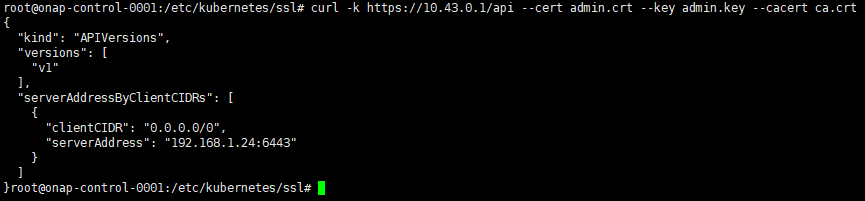 root@onap-control-0001:/etc/kubernetes/ssl# curl -k https://10.43.0.1/api --cert admin.crt --key admin.key --cacert ca.crt
{
  "kind": "APIVersions",
  "versions": [
    "v1"
  ],
  "serverAddressByClientCIDRs": [
    {
      "clientCIDR": "0.0.0.0/0",
      "serverAddress": "192.168.1.24:6443"
    }
  ]
}root@onap-control-0001:/etc/kubernetes/ssl#